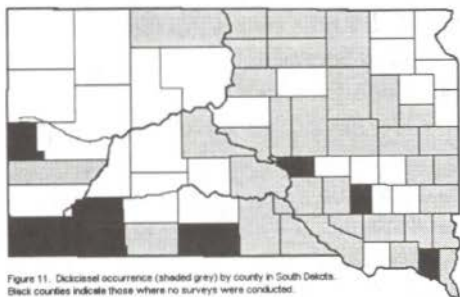 Figure 11. Dickcissel occurrence (shaded grey) by county in South Dakota.
Black counties indicate those where no surveys were conducted.